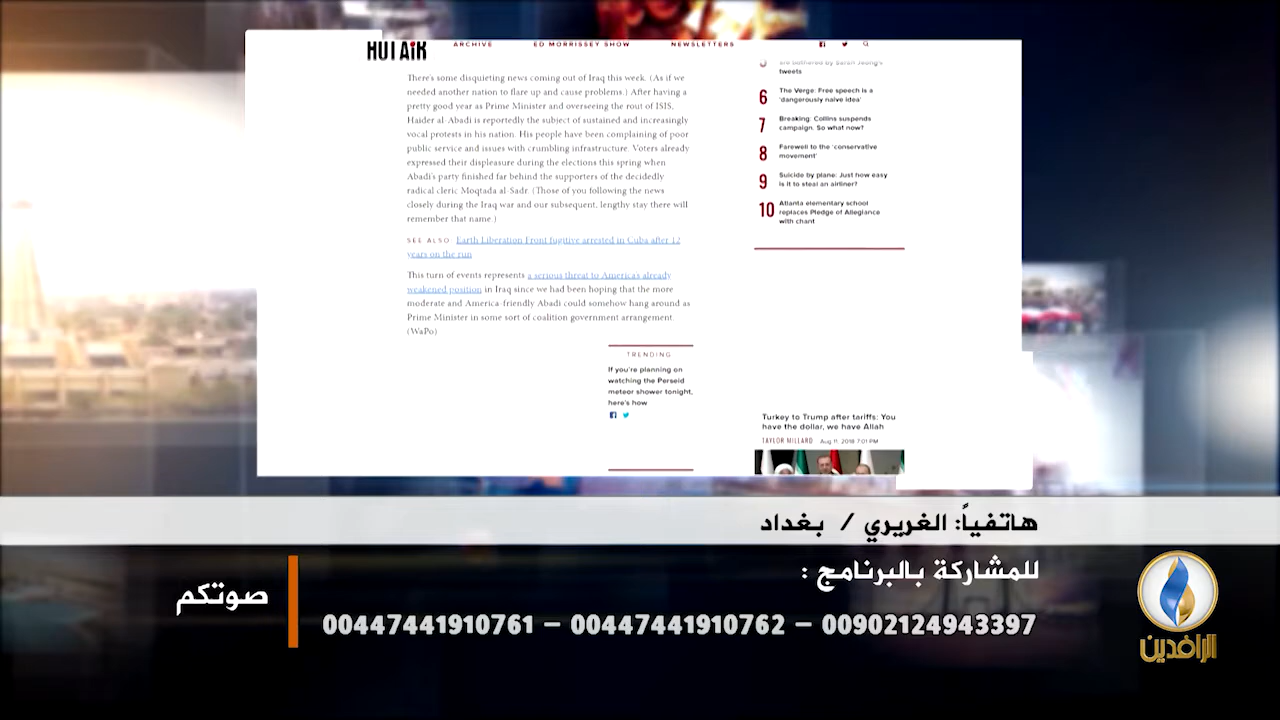 HOT AIR
ARCHIVE
ED MORRISSEY SHOW
NEWSLETTERS
There's some disquieting news coming out of Iraq this week. (As if we
needed another nation to flare up and cause problems.) After having a
pretty good year as Prime Minister and overseeing the rout of ISIS,
Haider al-Abadi is reportedly the subject of sustained and increasingly
vocal protests in his nation. His people have been complaining of poor
public service and issues with crumbling infrastructure. Voters already
expressed their displeasure during the elections this spring when
Abadi's party finished far behind the supporters of the decidedly
radical cleric Moqtada al-Sadr. (Those of you following the news
closely during the Iraq war and our subsequent, lengthy stay there will
remember that name.)
SEE ALSO: Earth Liberation Front fugitive arrested in Cuba after 12
years on the run
This turn of events represents a serious threat to America's already
weakened position in Iraq since we had been hoping that the more
moderate and America-friendly Abadi could somehow hang around as
Prime Minister in some sort of coalition government arrangement.
(WaPo)
TRENDING
If you're planning on
watching the Perseid
meteor shower tonight,
here's how
are bothered by Sarah Jeong's
tweets
6 The Verge: Free speech is a
'dangerously naive idea'
7 Breaking: Collins suspends
campaign. So what now?
8 Farewell to the 'conservative
movement'
9 Suicide by plane: Just how easy
is it to steal an airliner?
10 Atlanta elementary school
replaces Pledge of Allegiance
with chant
Turkey to Trump after tariffs: You
have the dollar, we have Allah
TAYLOR MILLARD Aug 11, 2018 7:01 PM
هاتفياً: الغريري / بغداد
للمشاركة بالبرنامج :
صوتكم
00447441910761 – 00447441910762 – 00902124943397
الرافدين